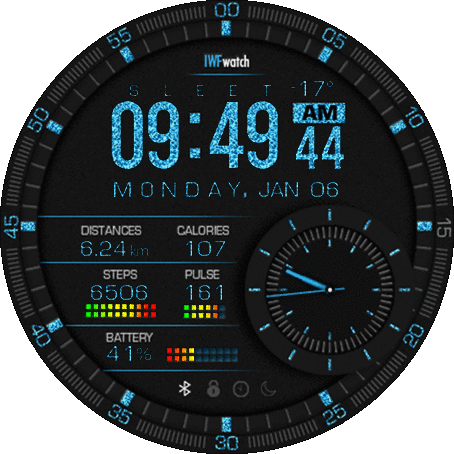 00
55
05
IWFwatch
SLEET -17°
50
10
09:49 AM 44
MONDAY, JAN 06
45
15
DISTANCES CALORIES
6.24 km 107
STEPS PULSE
6506 161
40
20
BATTERY
41%
35
25
30